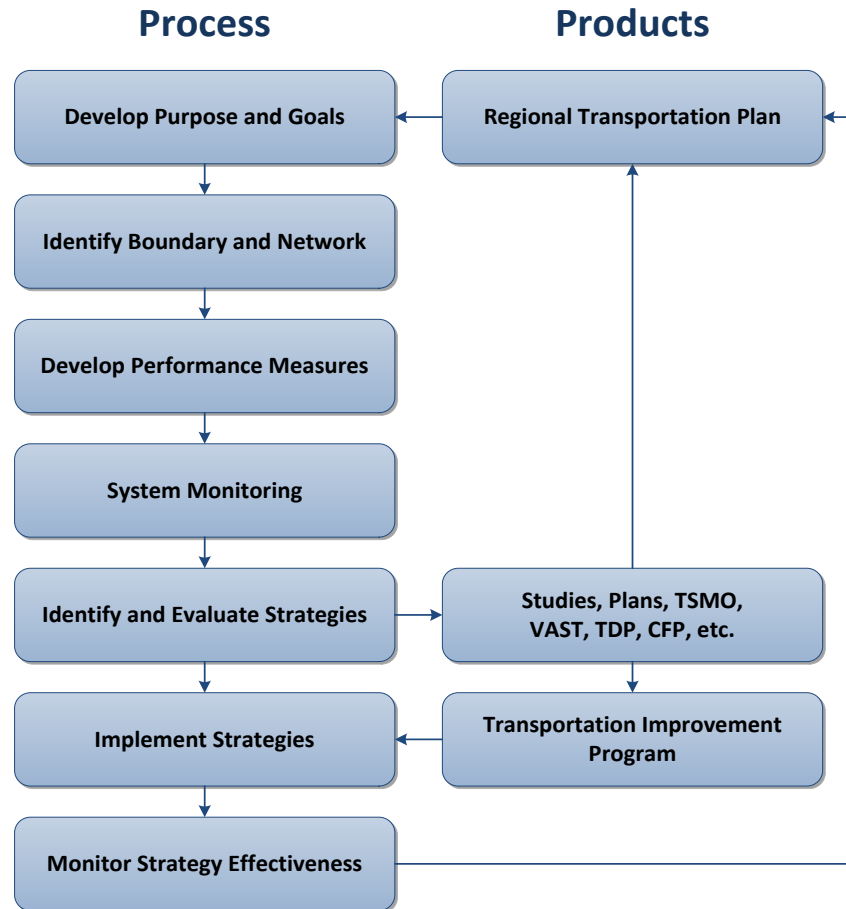 Process
Products
Develop Purpose and Goals
Regional Transportation Plan
Identify Boundary and Network
Develop Performance Measures
System Monitoring
Identify and Evaluate Strategies
Studies, Plans, TSMO,
VAST, TDP, CFP, etc.
Implement Strategies
Transportation Improvement
Program
Monitor Strategy Effectiveness